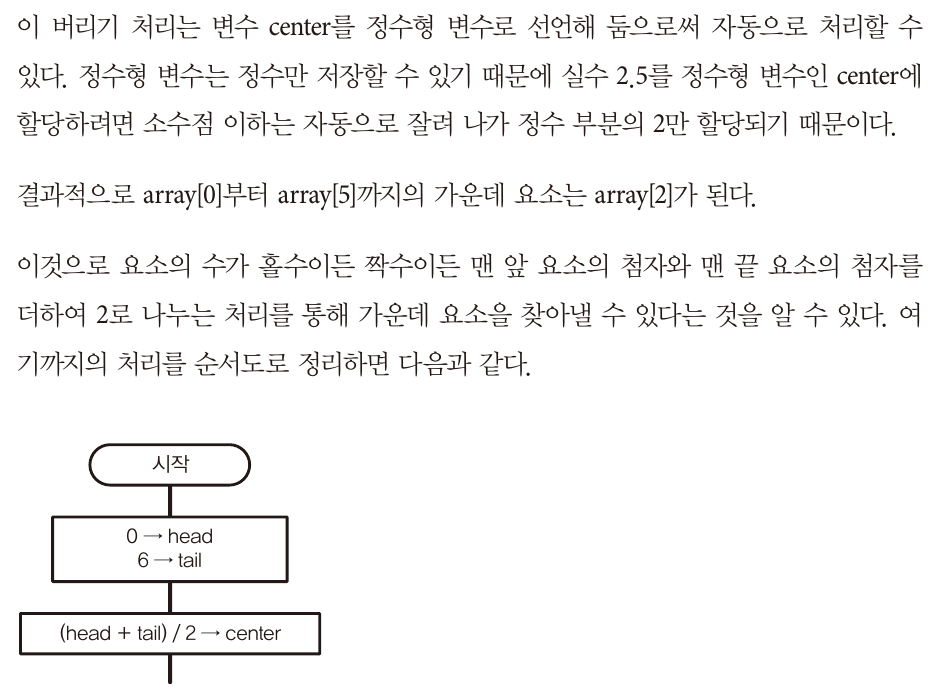 이 버리기 처리는 변수 center를 정수형 변수로 선언해 둠으로써 자동으로 처리할 수
있다. 정수형 변수는 정수만 저장할 수 있기 때문에 실수 2.5를 정수형 변수인 center에
할당하려면 소수점 이하는 자동으로 잘려 나가 정수 부분의 2만 할당되기 때문이다.
결과적으로 array[0]부터 array[5]까지의 가운데 요소는 array[2]가 된다.
이것으로 요소의 수가 홀수이든 짝수이든 맨 앞 요소의 첨자와 맨 끝 요소의 첨자를
더하여 2로 나누는 처리를 통해 가운데 요소을 찾아낼 수 있다는 것을 알 수 있다. 여
기까지의 처리를 순서도로 정리하면 다음과 같다.
시작
0 → head
6 → tail
(head + tail) / 2 → center